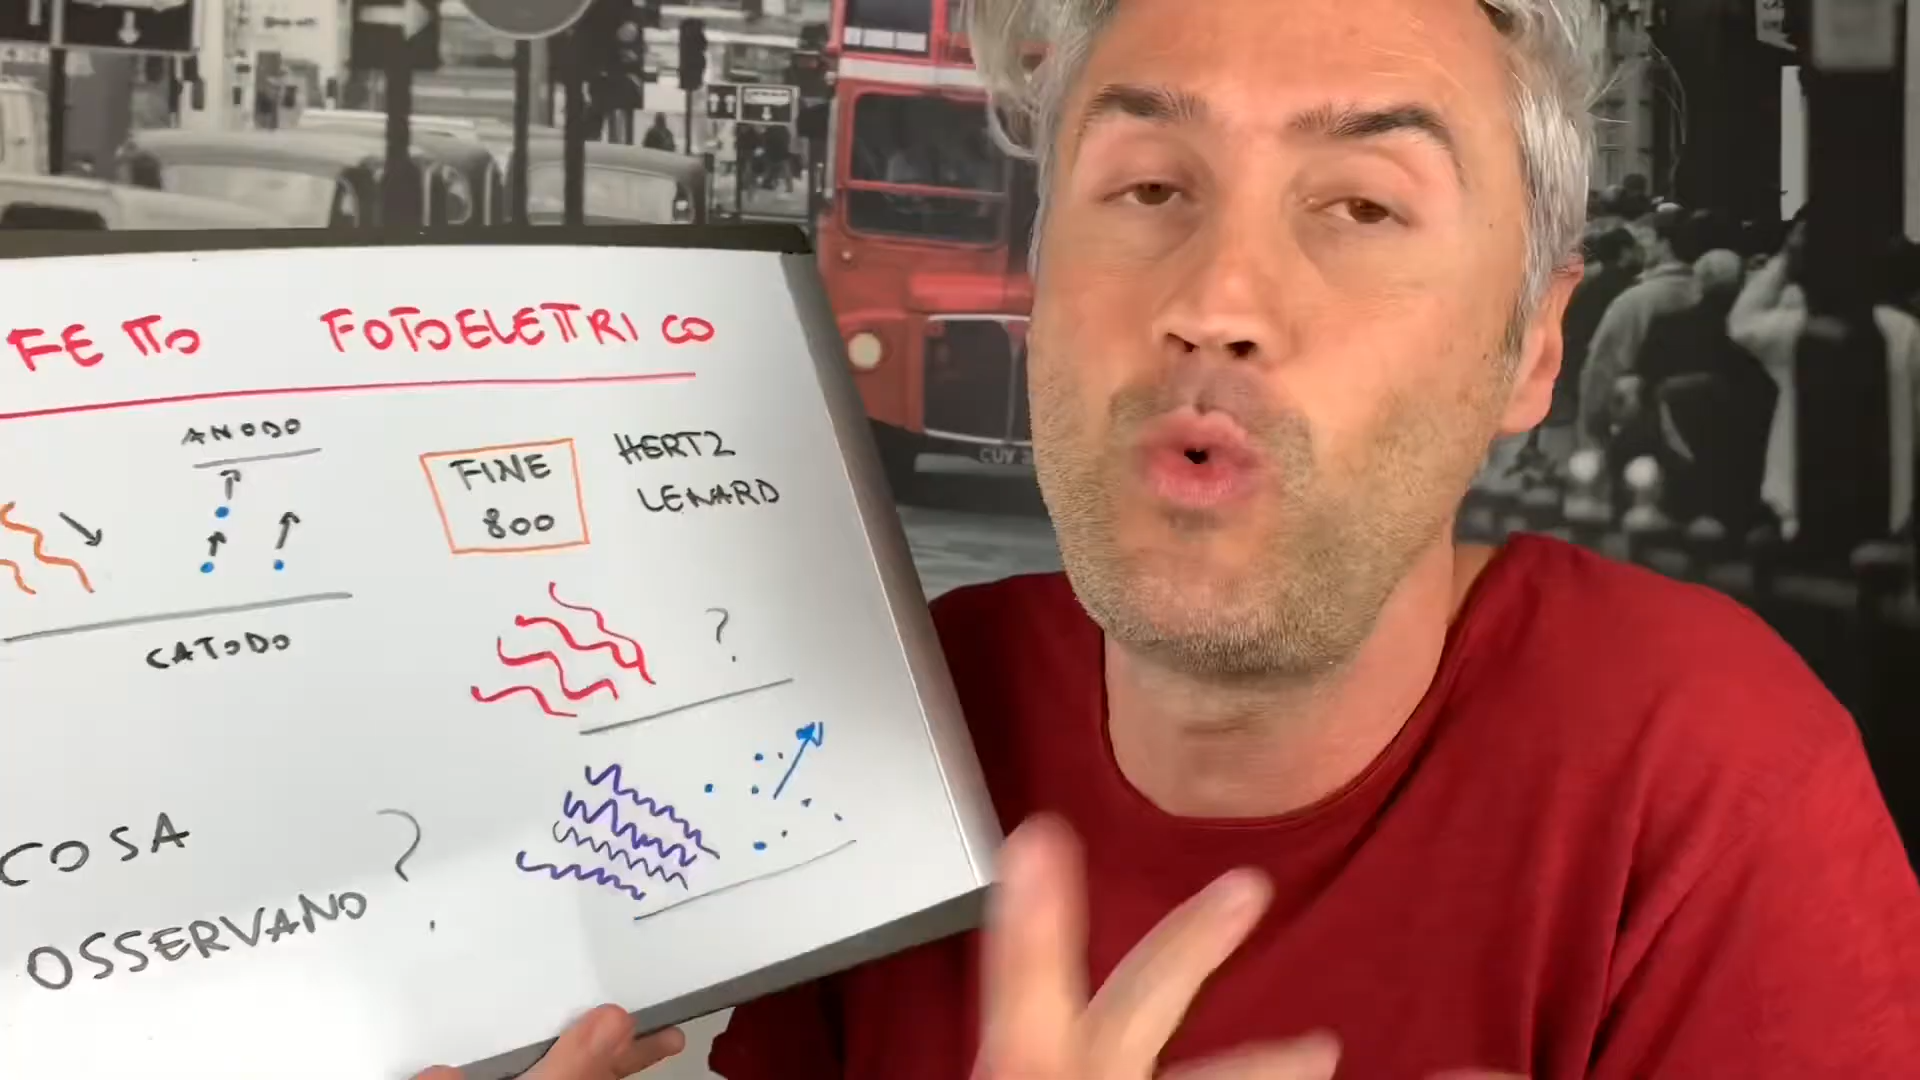 FETTO FOTOELETTRICO
ANODO
FINE
800
HERTZ
LENARD
CATODO
?
COSA
OSSERVANO ?